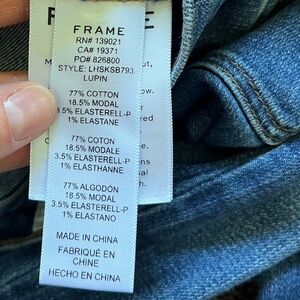 FRAME
RN# 139021
CA# 19371
PO# 826800
STYLE: LHSKSB793
LUPIN
77% COTTON
18.5% MODAL
3.5% ELASTERELL-P
1% ELASTANE
77% COTON
18.5% MODALE
3.5% ELASTERELL-P
1% ELASTHANNE
77% ALGODON
18.5% MODAL
3.5% ELASTERELL-P
1% ELASTANO
MADE IN CHINA
FABRIQUÉ EN
CHINE
HECHO EN CHINA